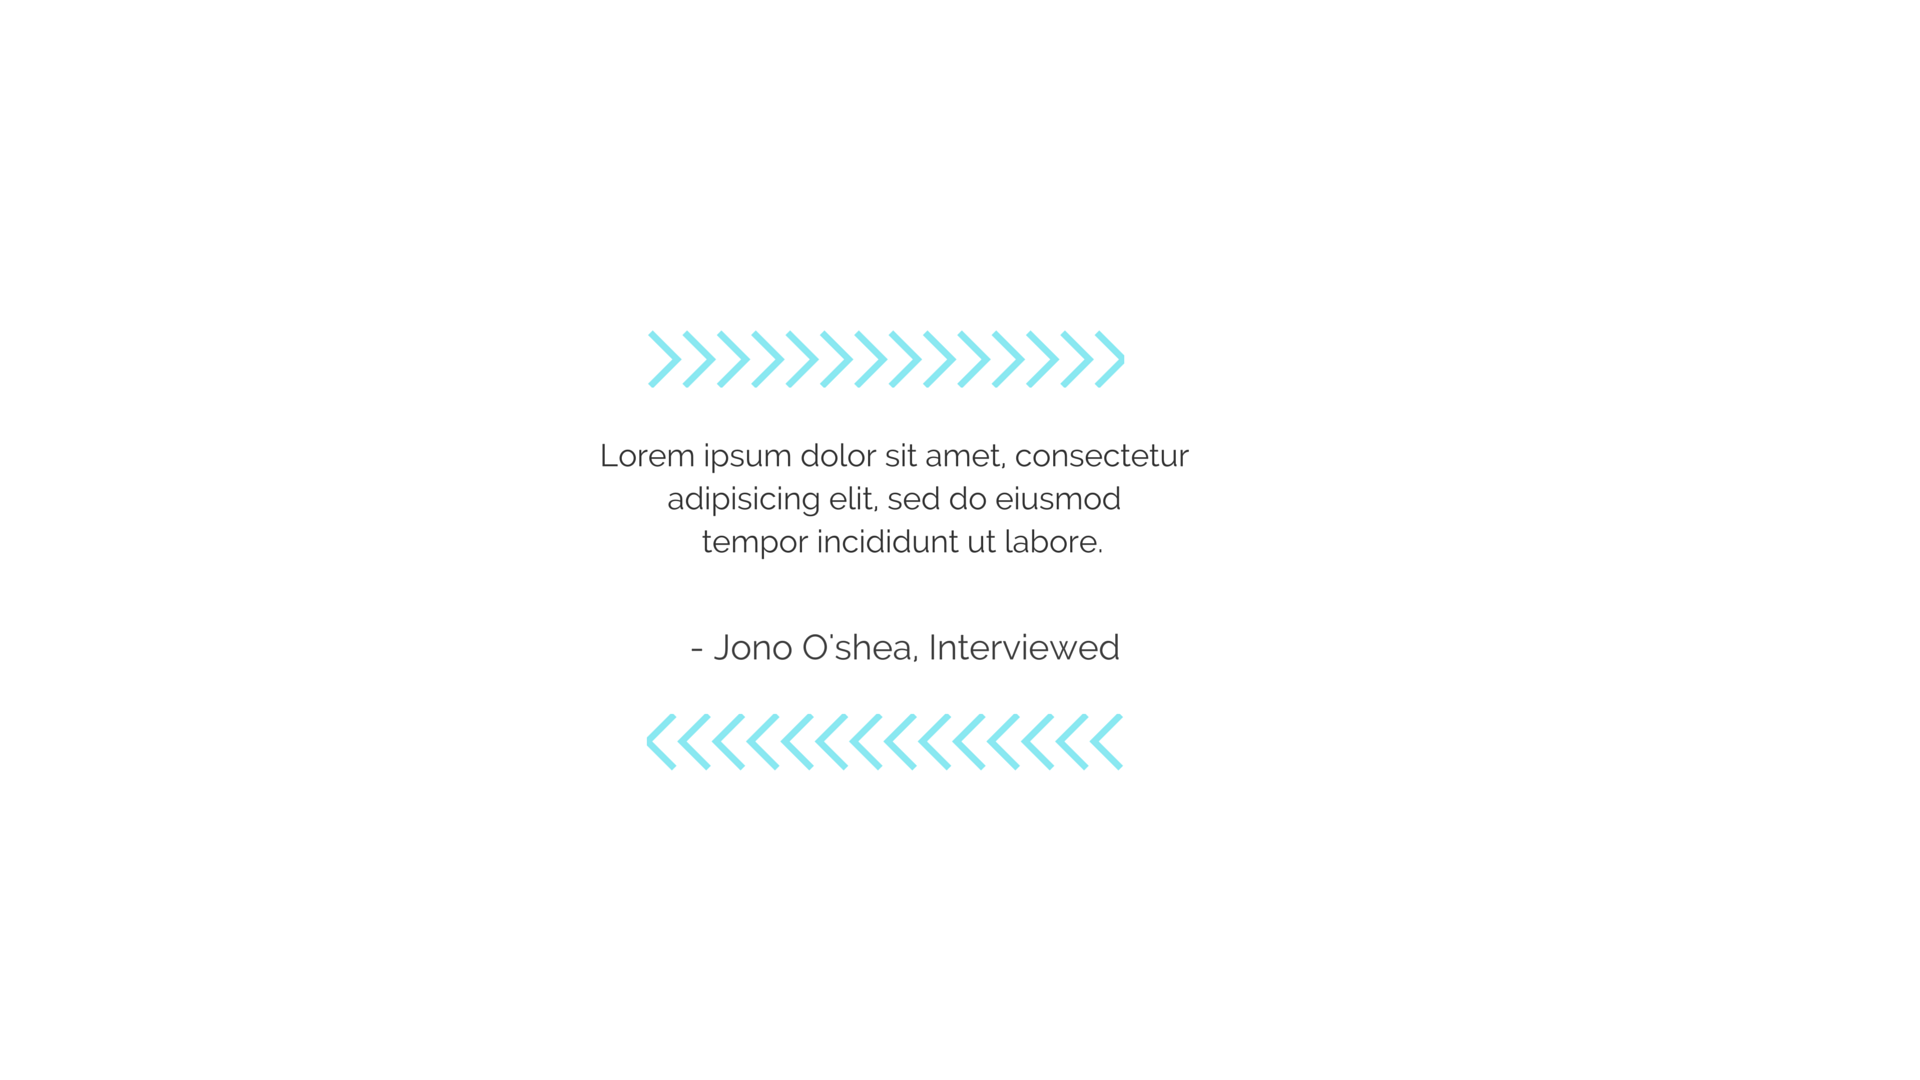 Lorem ipsum dolor sit amet, consectetur
adipisicing elit, sed do eiusmod
tempor incididunt ut labore.
- Jono O'shea, Interviewed